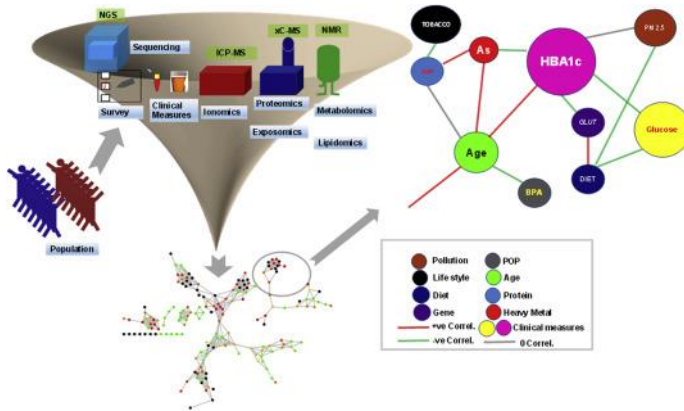 NGS
Sequencing
Survey
Clinical
Measures
ICP-MS
Ionomics
xC-MS
Proteomics
Exposomics
NMR
Metabolomics
Lipidomics
Population
TOBACCO
As
HBA1c
PM 2.5
GLUT
Glucose
Age
BPA
DIET
Pollution
POP
Life style
Age
Diet
Protein
Gene
Heavy Metal
+ve Correl.
Clinical measures
-ve Correl.
0 Correl.